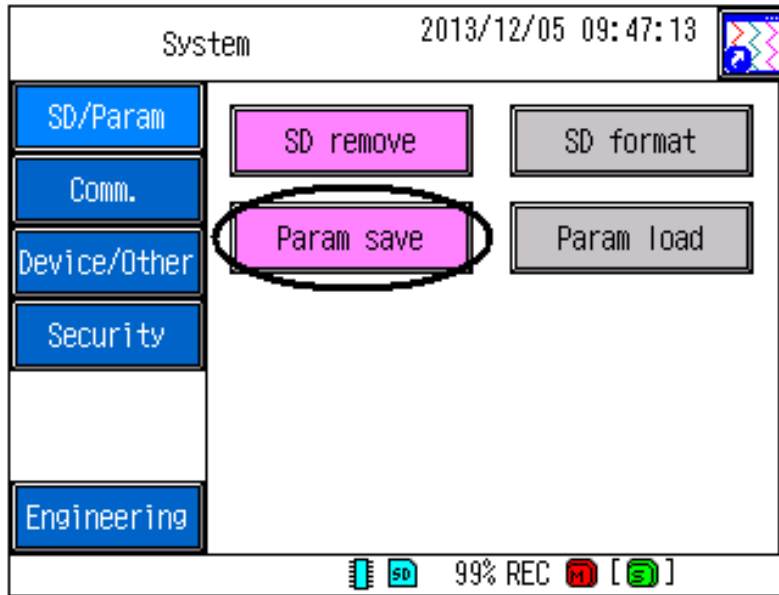 System 2013/12/05 09:47:13
SD/Param
SD remove SD format
Comm.
Param save Param load
Device/Other
Security
Engineering
SD 99% REC M [S]